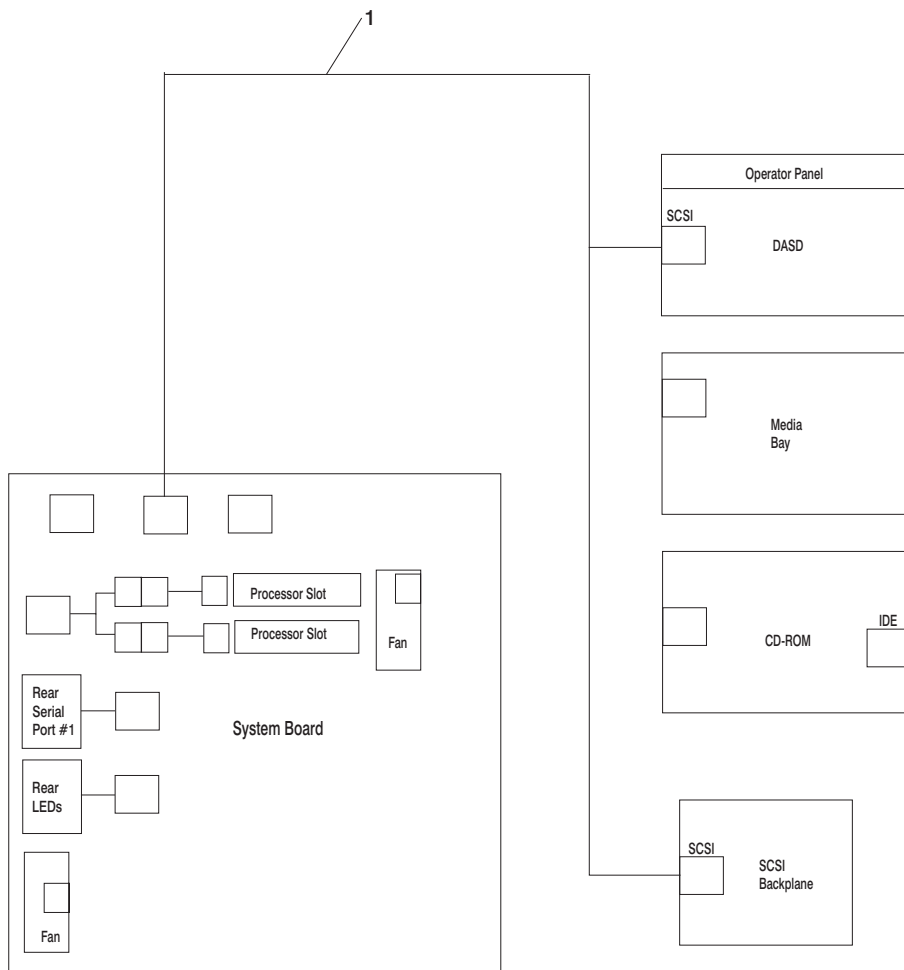 1
Operator Panel
SCSI
DASD
Media
Bay
IDE
CD-ROM
SCSI
SCSI
Backplane
Processor Slot
Processor Slot
Fan
Rear
Serial
Port #1
System Board
Rear
LEDs
Fan